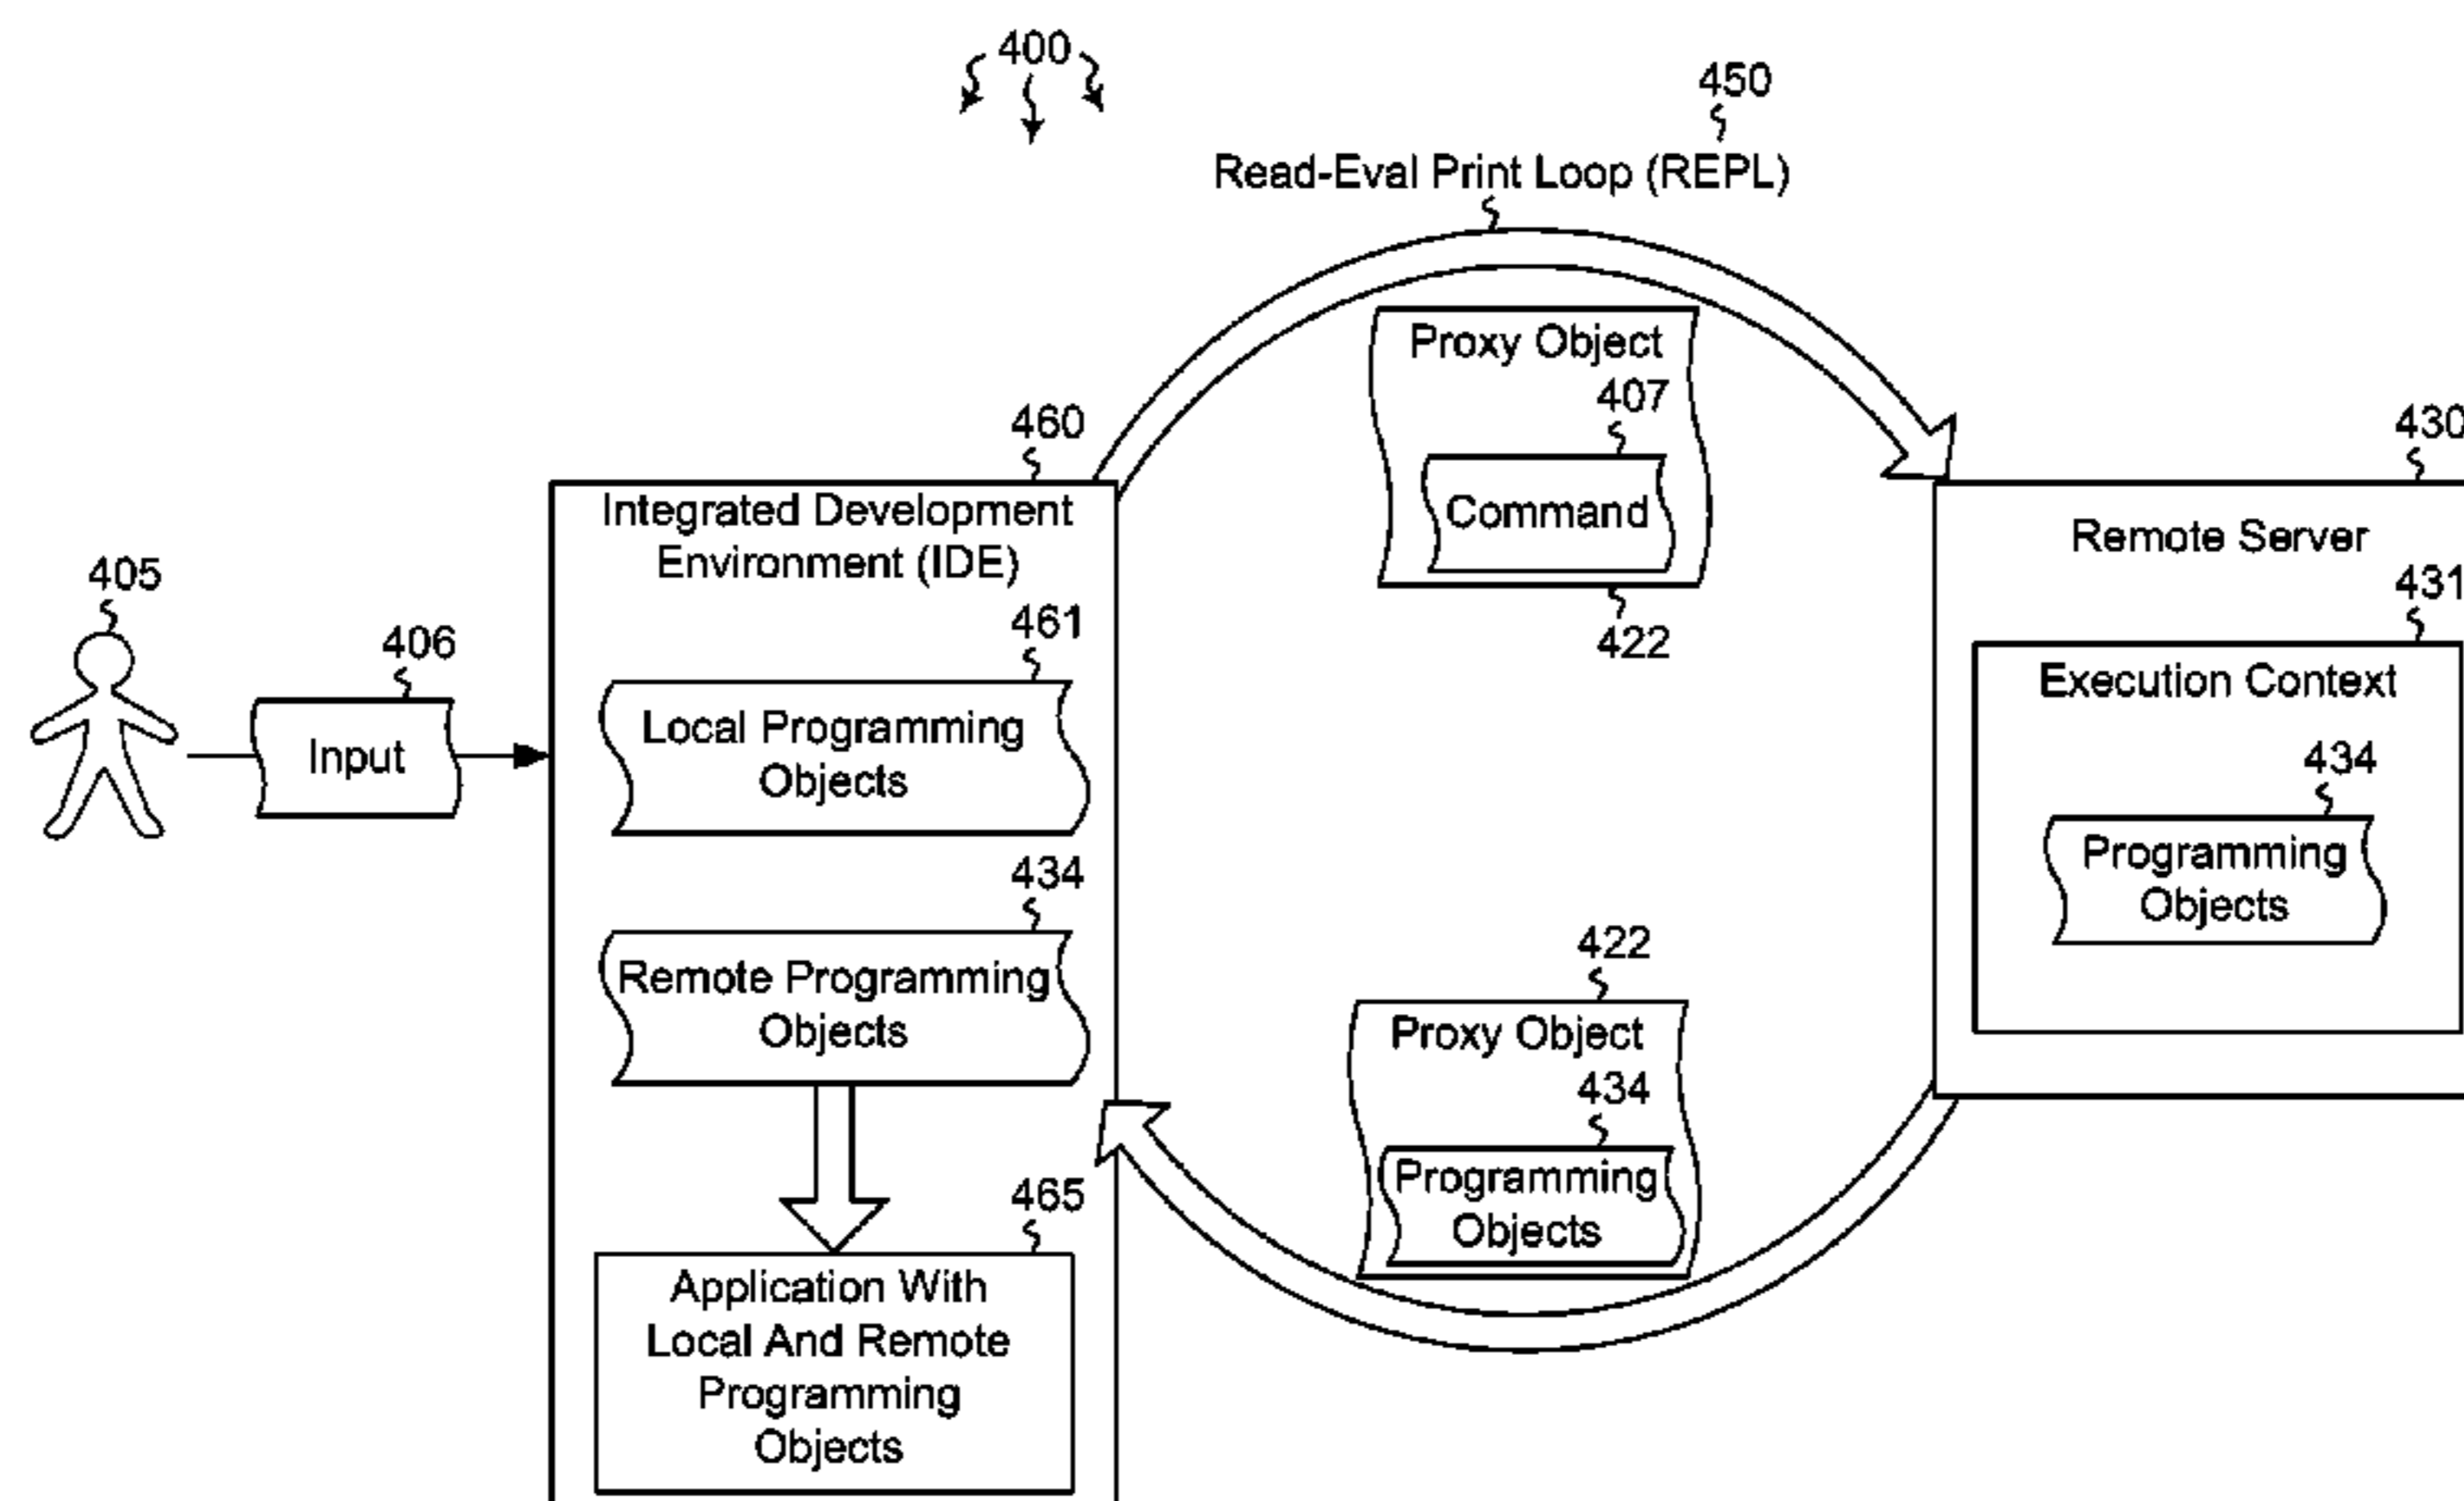 400
450
Read-Eval Print Loop (REPL)
Proxy Object
407
Command
422
460
Integrated Development
Environment (IDE)
461
Local Programming
Objects
434
Remote Programming
Objects
465
Application With
Local And Remote
Programming
Objects
405
406
Input
430
Remote Server
431
Execution Context
434
Programming
Objects
422
Proxy Object
434
Programming
Objects